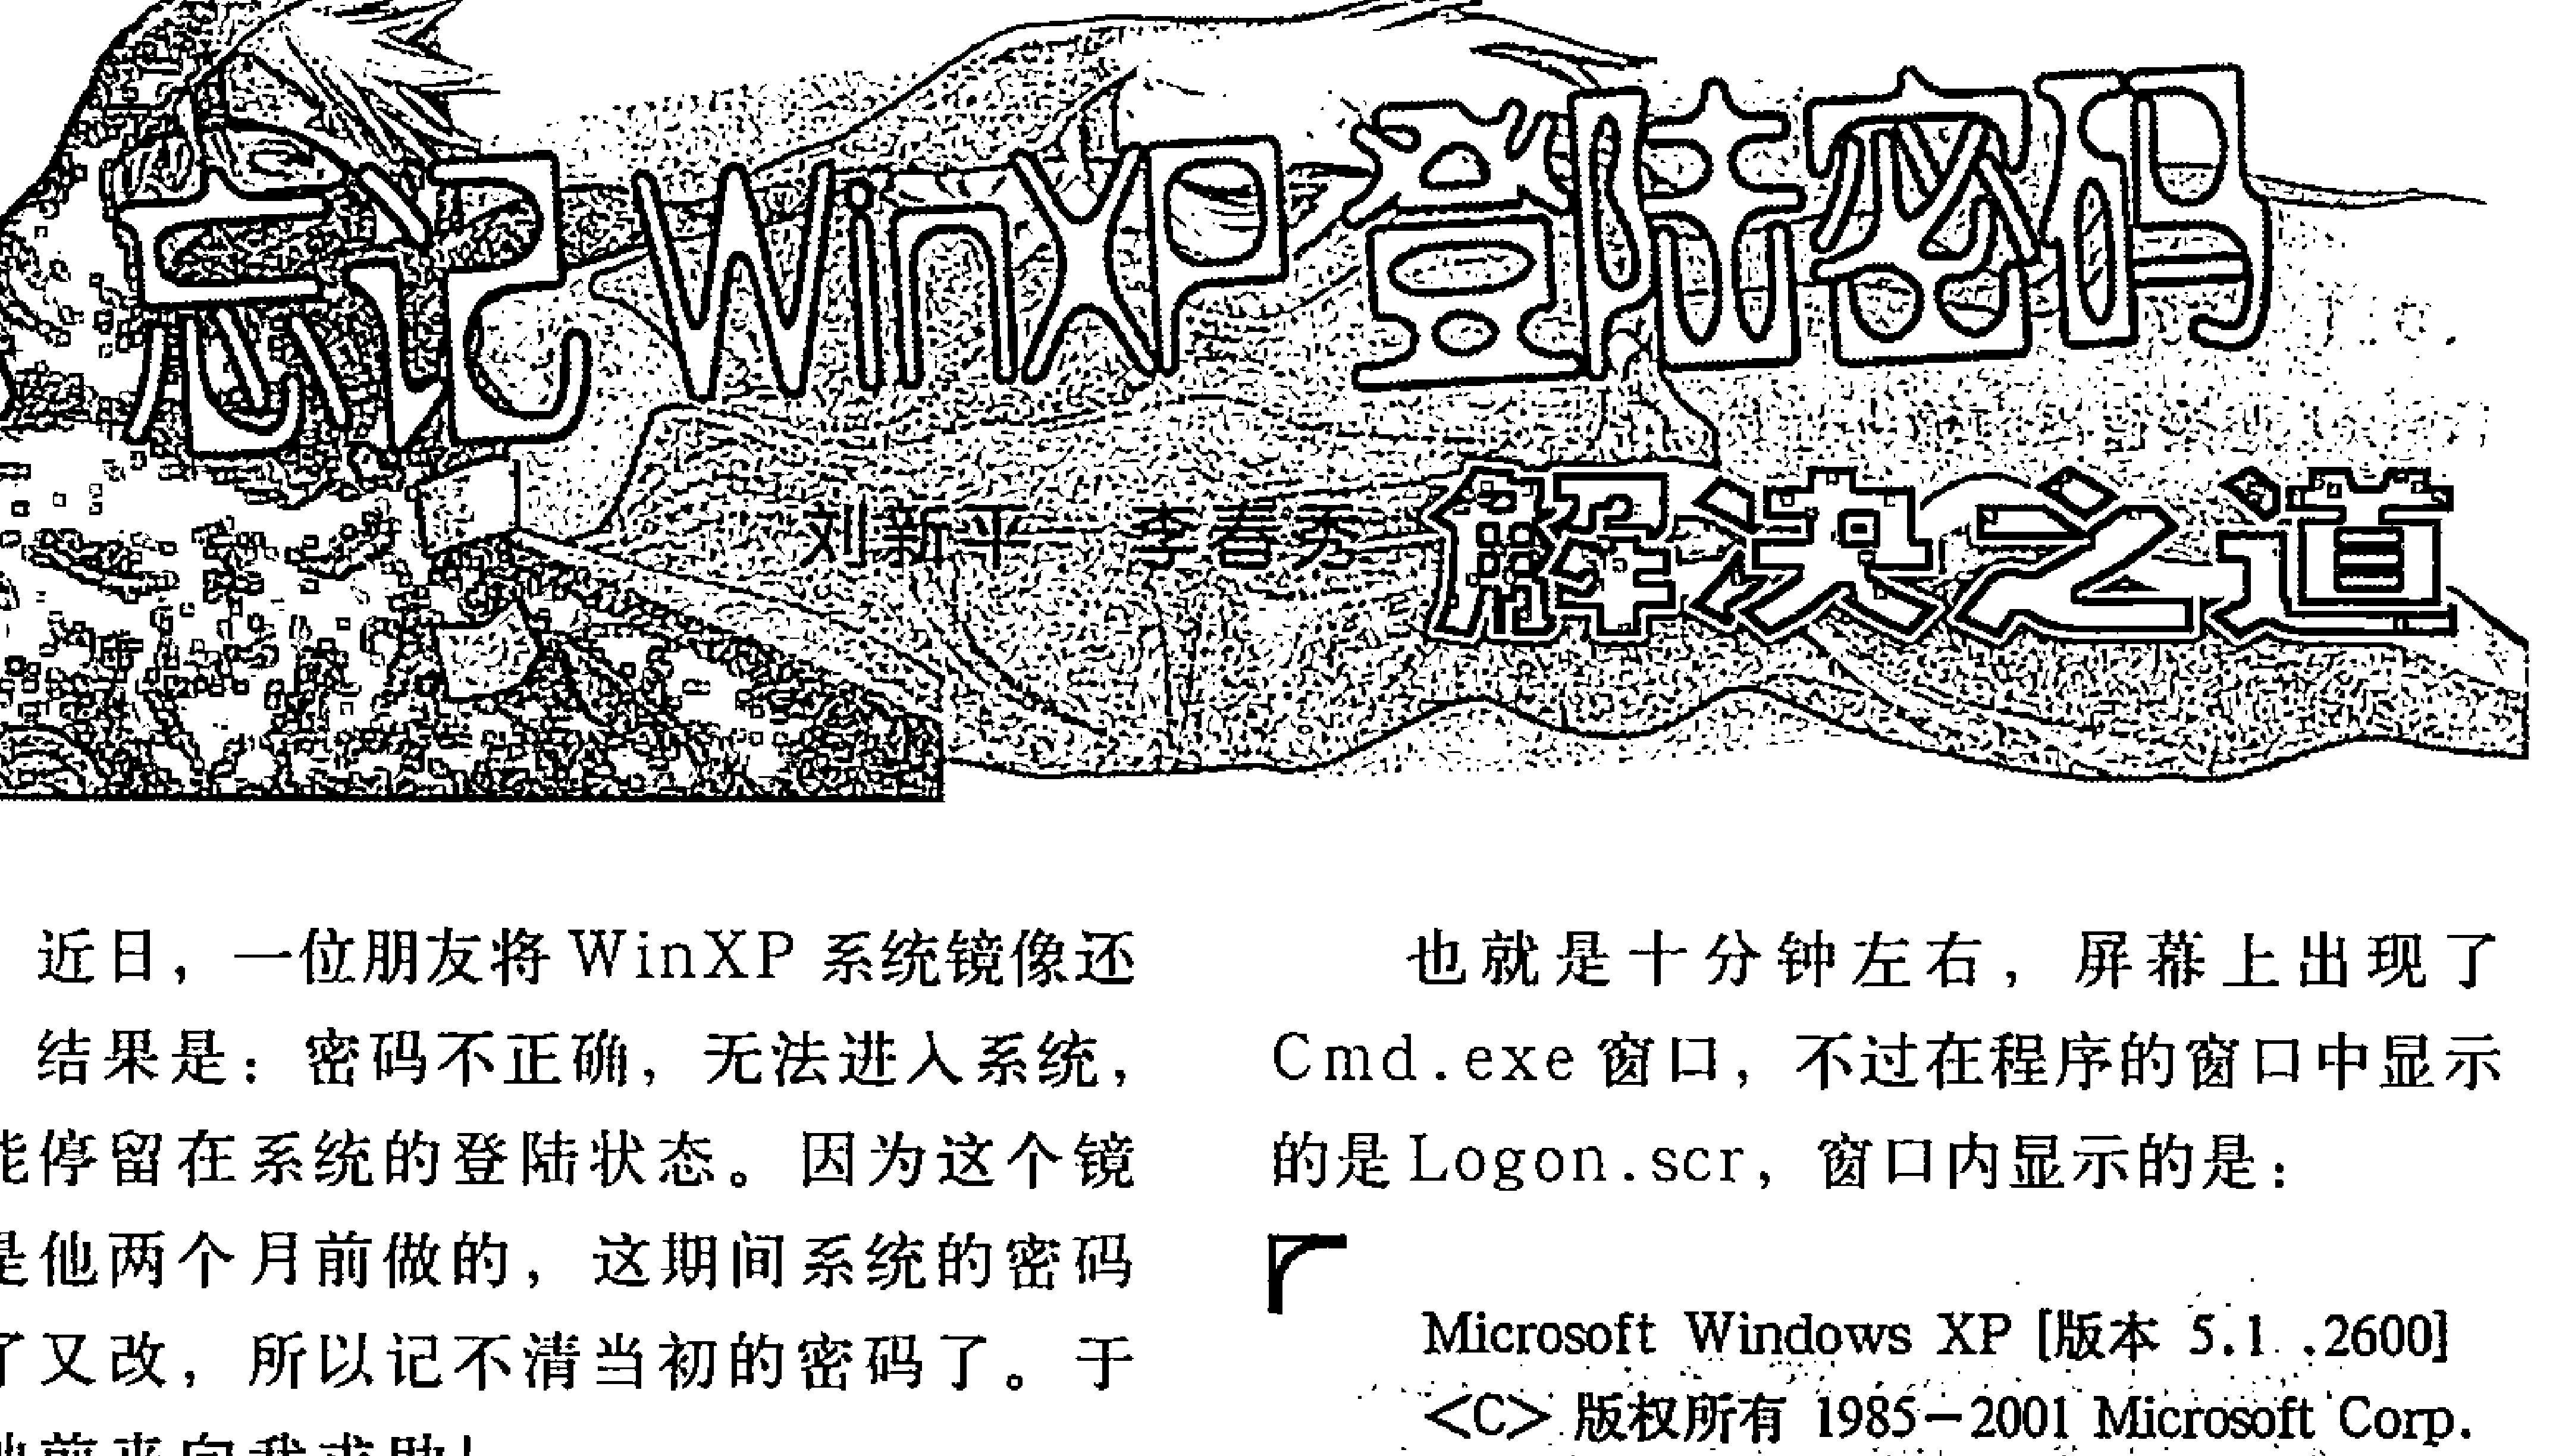 忘记WinXP登陆密码
解决之道
刘新平 李春秀
近日，一位朋友将WinXP系统镜像还
结果是：密码不正确，无法进入系统，
能停留在系统的登陆状态。因为这个镜
是他两个月前做的，这期间系统的密码
了又改，所以记不清当初的密码了。于
他前来向我求助！
也就是十分钟左右，屏幕上出现了
Cmd.exe窗口，不过在程序的窗口中显示
的是Logon.scr，窗口内显示的是：
Microsoft Windows XP [版本 5.1 .2600]
<C> 版权所有 1985-2001 Microsoft Corp.